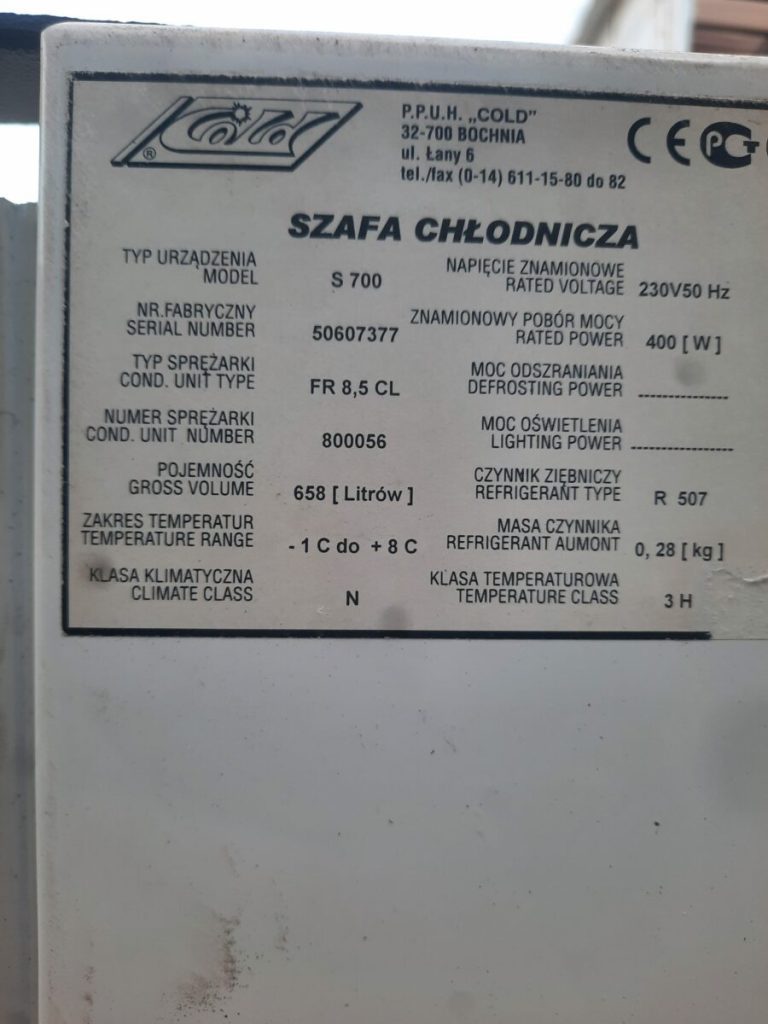 Cold
®
P.P.U.H. „COLD”
32-700 BOCHNIA
ul. Łany 6
tel./fax (0-14) 611-15-80 do 82
CE PCT
SZAFA CHŁODNICZA
TYP URZĄDZENIA
MODEL S 700
NR.FABRYCZNY
SERIAL NUMBER 50607377
TYP SPRĘŻARKI
COND. UNIT TYPE FR 8,5 CL
NUMER SPRĘŻARKI
COND. UNIT NUMBER 800056
POJEMNOŚĆ
GROSS VOLUME 658 [ Litrów ]
ZAKRES TEMPERATUR
TEMPERATURE RANGE - 1 C do + 8 C
KLASA KLIMATYCZNA
CLIMATE CLASS N
NAPIĘCIE ZNAMIONOWE
RATED VOLTAGE 230V50 Hz
ZNAMIONOWY POBÓR MOCY
RATED POWER 400 [ W ]
MOC ODSZRANIANIA
DEFROSTING POWER ---------------
MOC OŚWIETLENIA
LIGHTING POWER ---------------
CZYNNIK ZIĘBNICZY
REFRIGERANT TYPE R 507
MASA CZYNNIKA
REFRIGERANT AUMONT 0, 28 [ kg ]
KLASA TEMPERATUROWA
TEMPERATURE CLASS 3 H